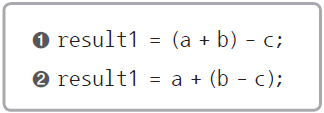 ❶ result1 = (a + b) - c;
❷ result1 = a + (b - c);